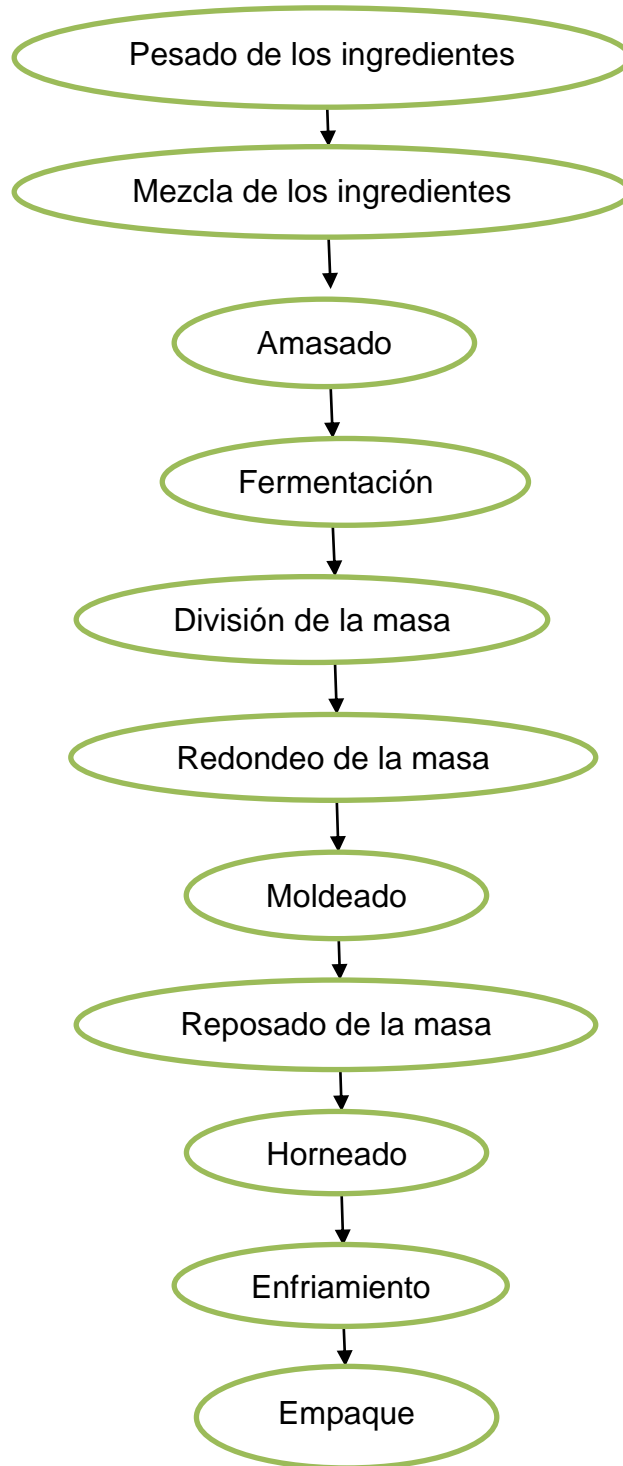 Pesado de los ingredientes
Mezcla de los ingredientes
Amasado
Fermentación
División de la masa
Redondeo de la masa
Moldeado
Reposado de la masa
Horneado
Enfriamiento
Empaque